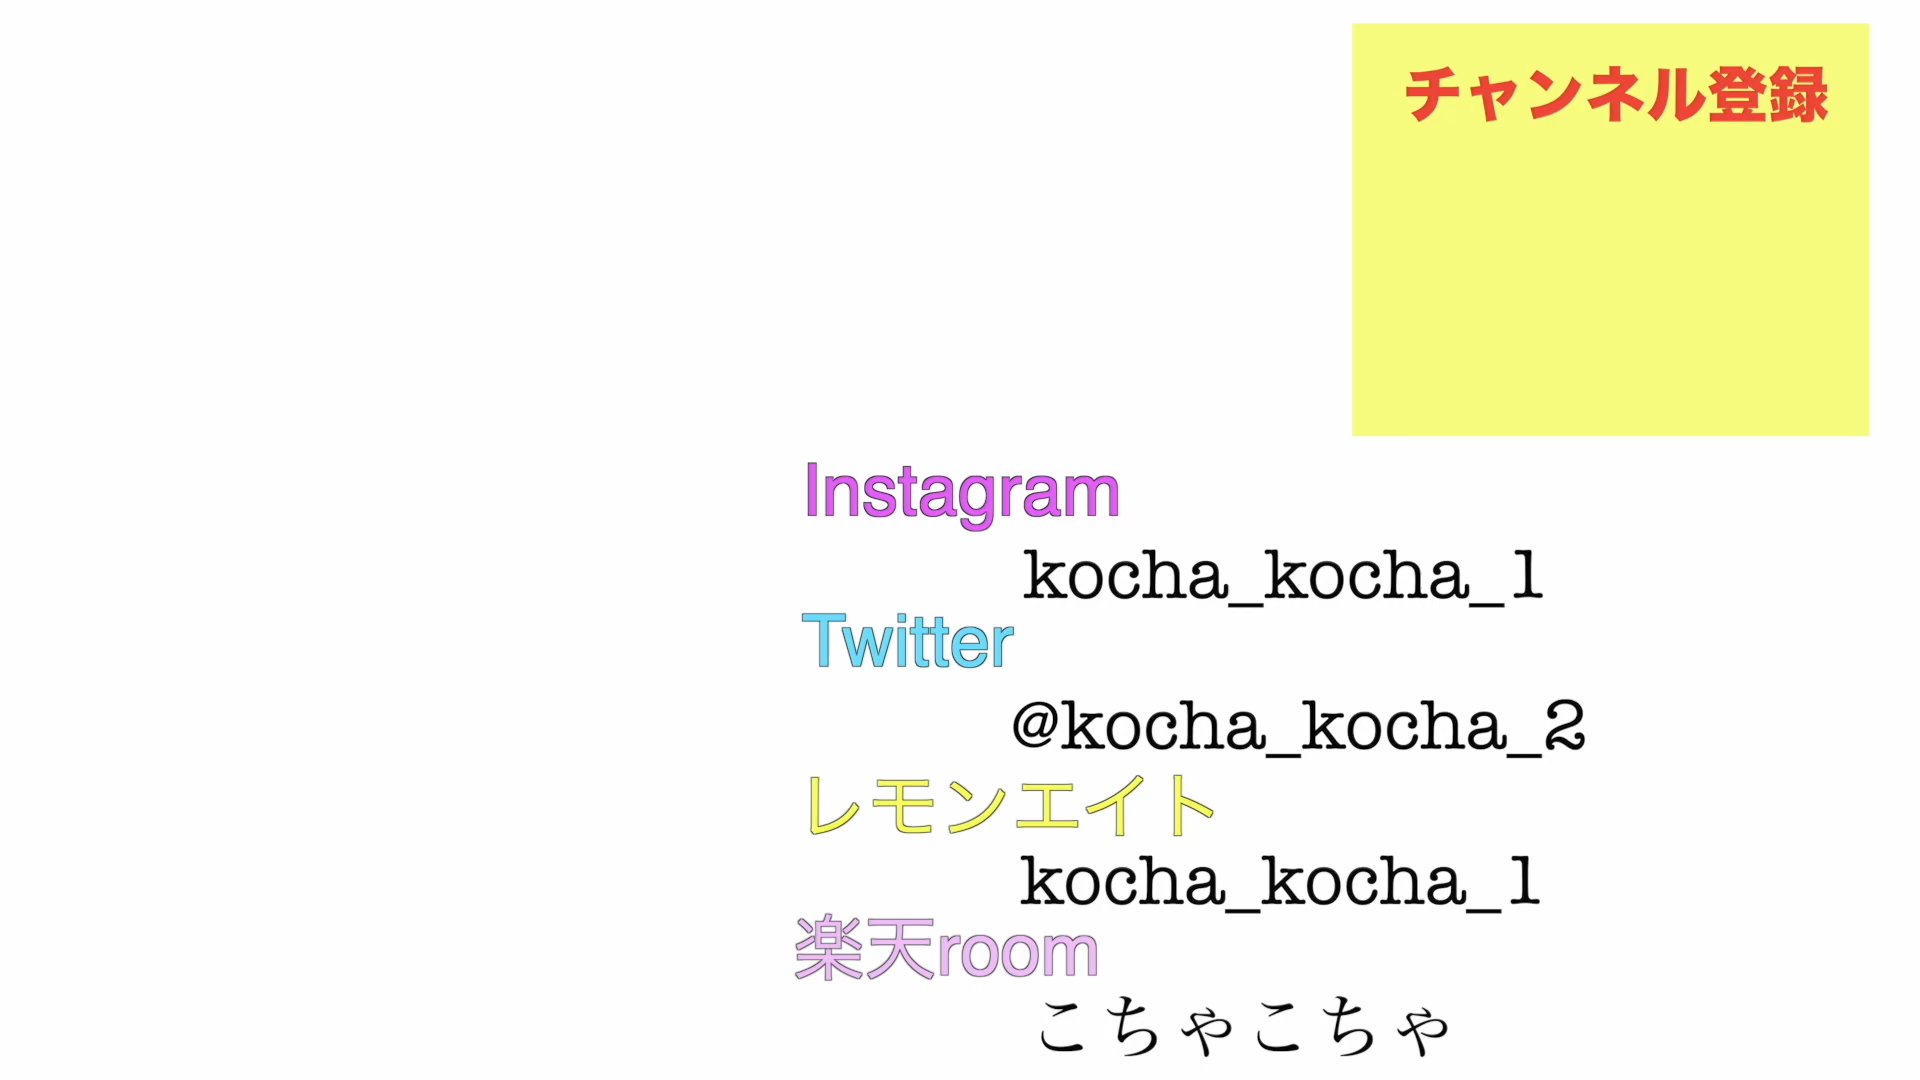 チャンネル登録
Instagram
kocha_kocha_1
Twitter
@kocha_kocha_2
レモンエイト
kocha_kocha_1
楽天room
こちゃこちゃ